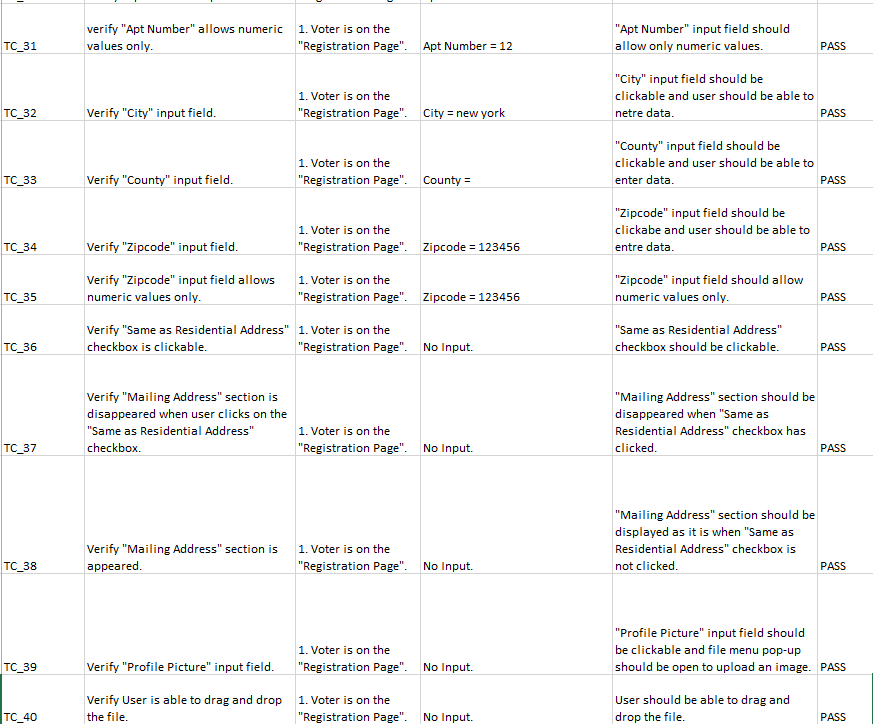 verify "Apt Number" allows numeric
values only.
1. Voter is on the
"Registration Page".
"Apt Number" input field should
allow only numeric values.
TC_31
Apt Number = 12
PASS
TC_32
Verify "City" input field.
1. Voter is on the
"Registration Page".
City = new york
"City" input field should be
clickable and user should be able to
netre data.
PASS
TC_33
Verify "County" input field.
1. Voter is on the
"Registration Page".
County =
"County" input field should be
clickable and user should be able to
enter data.
PASS
TC_34
Verify "Zipcode" input field.
1. Voter is on the
"Registration Page".
Zipcode = 123456
"Zipcode" input field should be
clickabe and user should be able to
entre data.
PASS
TC_35
Verify "Zipcode" input field allows
numeric values only.
1. Voter is on the
"Registration Page".
Zipcode = 123456
"Zipcode" input field should allow
numeric values only.
PASS
TC_36
Verify "Same as Residential Address"
checkbox is clickable.
1. Voter is on the
"Registration Page".
No Input.
"Same as Residential Address"
checkbox should be clickable.
PASS
TC_37
Verify "Mailing Address" section is
disappeared when user clicks on the
"Same as Residential Address"
checkbox.
1. Voter is on the
"Registration Page".
No Input.
"Mailing Address" section should be
disappeared when "Same as
Residential Address" checkbox has
clicked.
PASS
TC_38
Verify "Mailing Address" section is
appeared.
1. Voter is on the
"Registration Page".
No Input.
"Mailing Address" section should be
displayed as it is when "Same as
Residential Address" checkbox is
not clicked.
PASS
TC_39
Verify "Profile Picture" input field.
1. Voter is on the
"Registration Page".
No Input.
"Profile Picture" input field should
be clickable and file menu pop-up
should be open to upload an image.
PASS
TC_40
Verify User is able to drag and drop
the file.
1. Voter is on the
"Registration Page".
No Input.
User should be able to drag and
drop the file.
PASS